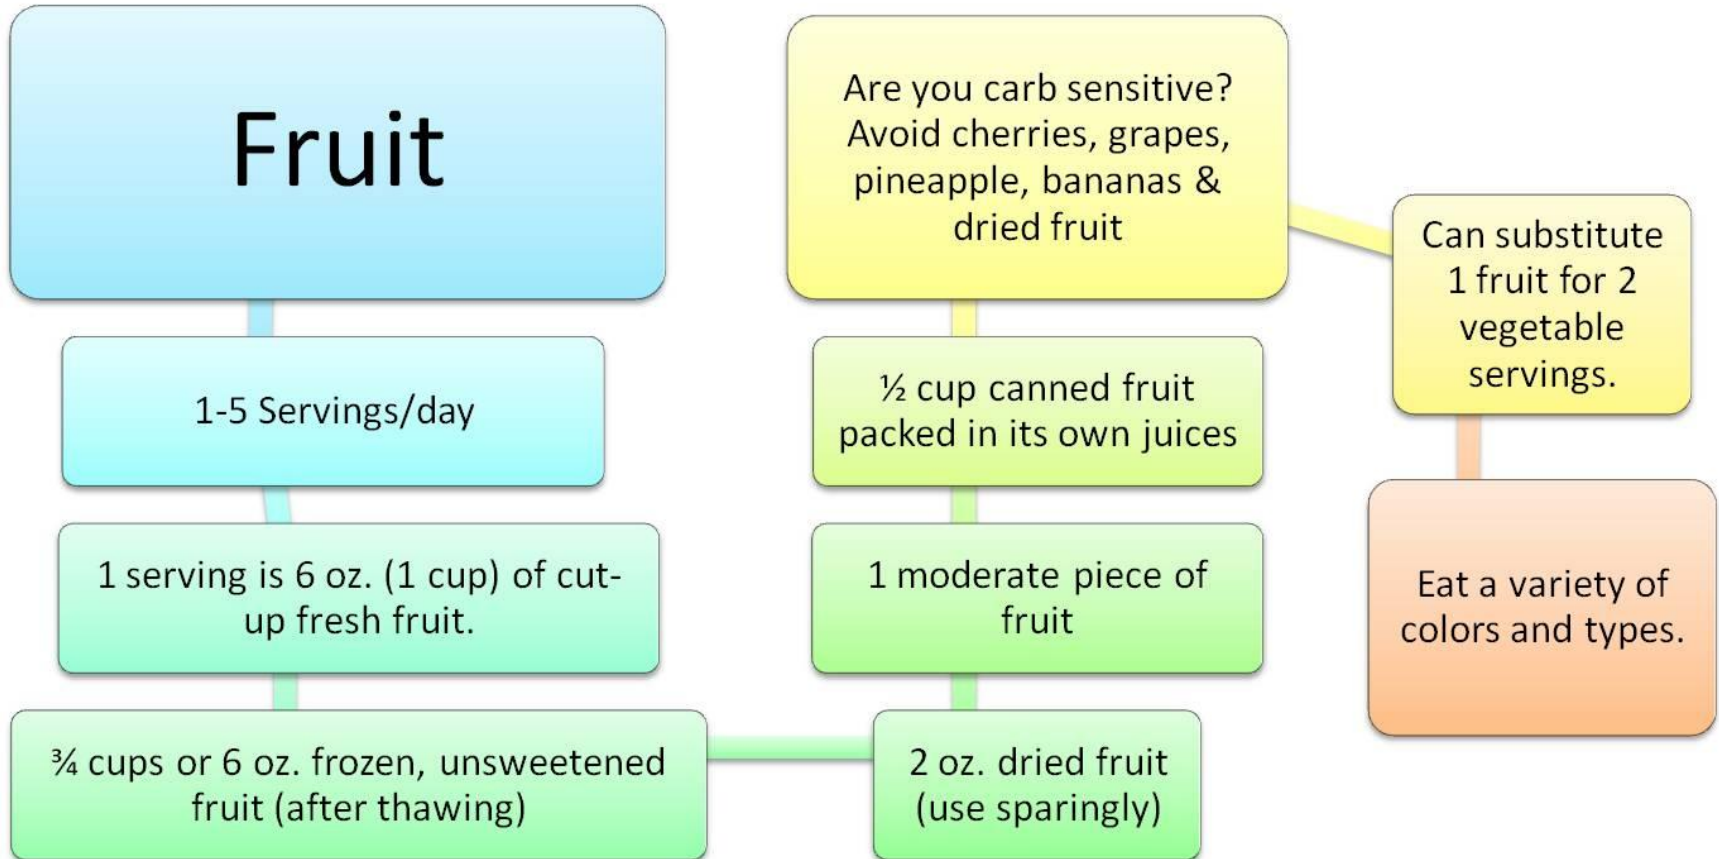 Fruit
1-5 Servings/day
1 serving is 6 oz. (1 cup) of cut-
up fresh fruit.
¾ cups or 6 oz. frozen, unsweetened
fruit (after thawing)
2 oz. dried fruit
(use sparingly)
1 moderate piece of
fruit
½ cup canned fruit
packed in its own juices
Are you carb sensitive?
Avoid cherries, grapes,
pineapple, bananas &
dried fruit
Can substitute
1 fruit for 2
vegetable
servings.
Eat a variety of
colors and types.